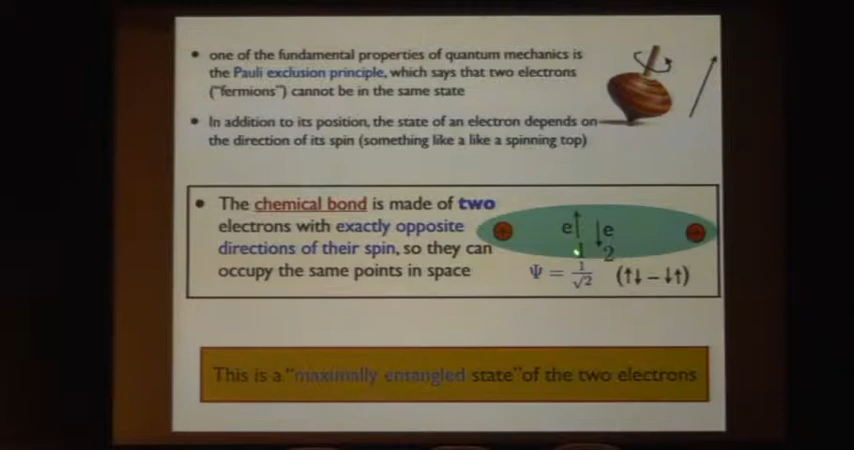 • one of the fundamental properties of quantum mechanics is
the Pauli exclusion principle, which says that two electrons
("fermions") cannot be in the same state
• In addition to its position, the state of an electron depends on
the direction of its spin (something like a like a spinning top)
• The chemical bond is made of two
electrons with exactly opposite
directions of their spin, so they can
occupy the same points in space
+ e↑ ↓e +
1 2
Ψ = 1/√2 (↑↓ − ↓↑)
This is a "maximally entangled state" of the two electrons